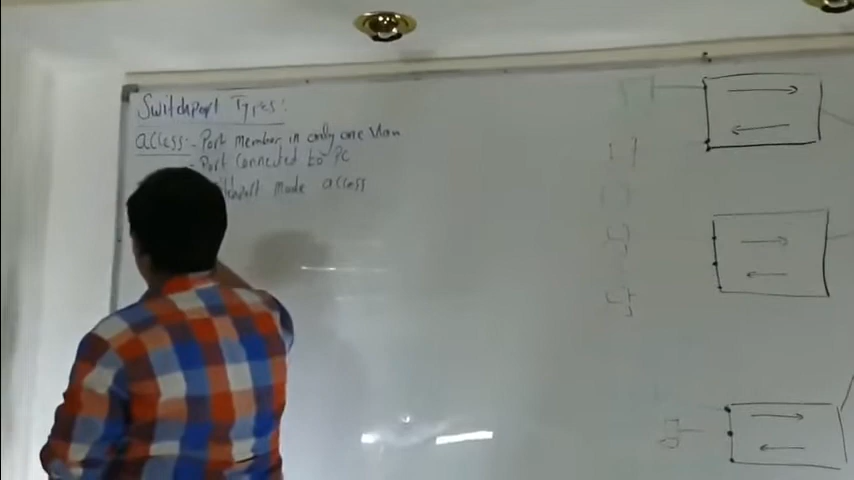 Switchport Types:
access:- Port member in only one Vlan
- Port Connected to PC
mode access